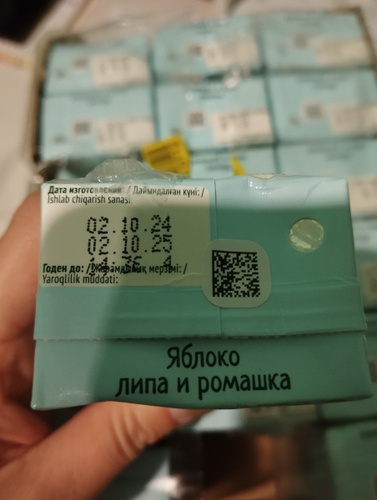 Дата изготовления: / Дайындалған күні: /
Ishlab chiqarish sanasi:
02.10.24
02.10.25
Годен до: / Жарамдылық мерзімі: /
Yaroqlilik muddati:
Яблоко
липа и ромашка